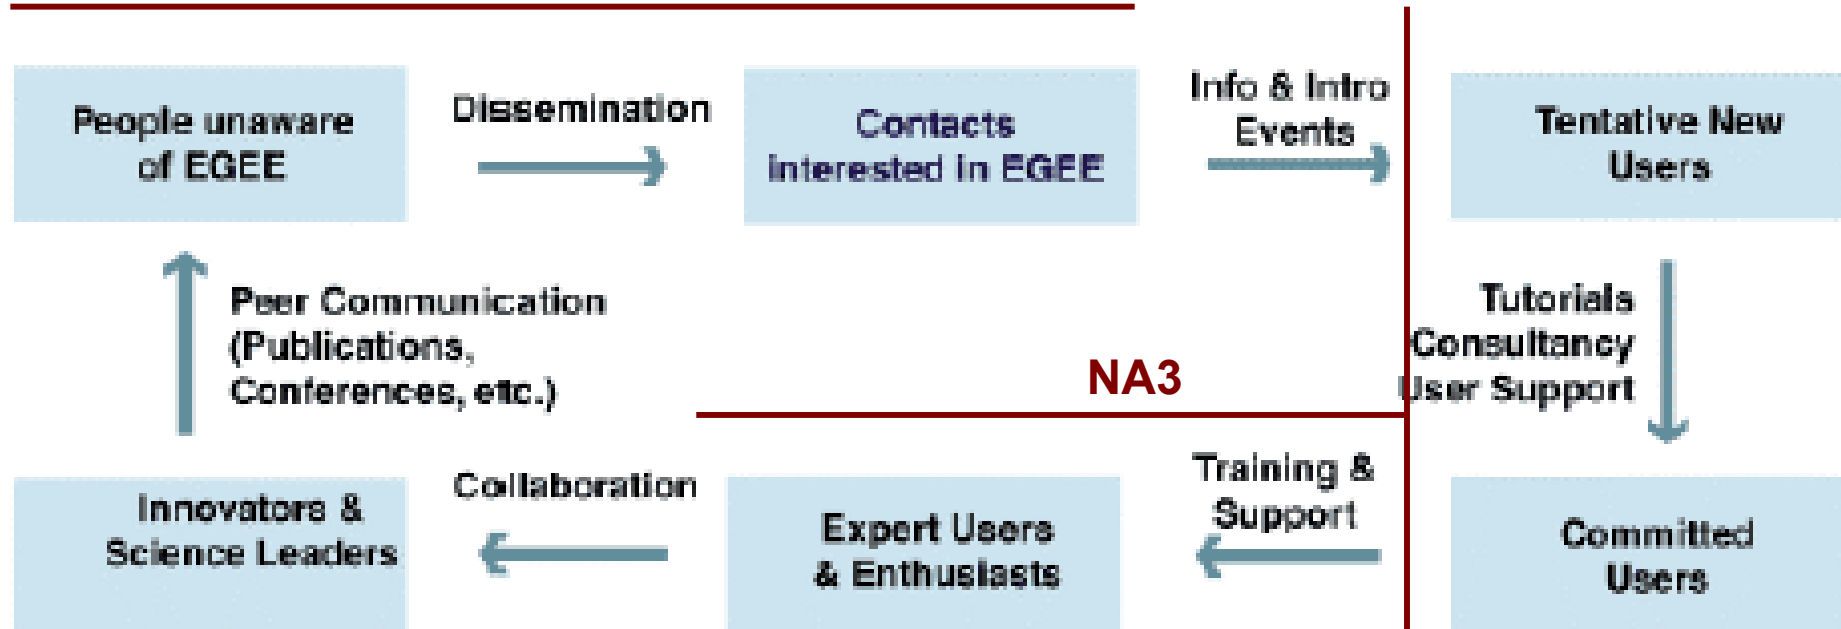 People unaware
of EGEE
Dissemination
Contacts
interested in EGEE
Info & Intro
Events
Tentative New
Users
Peer Communication
(Publications,
Conferences, etc.)
NA3
Tutorials
Consultancy
User Support
Innovators &
Science Leaders
Collaboration
Expert Users
& Enthusiasts
Training &
Support
Committed
Users